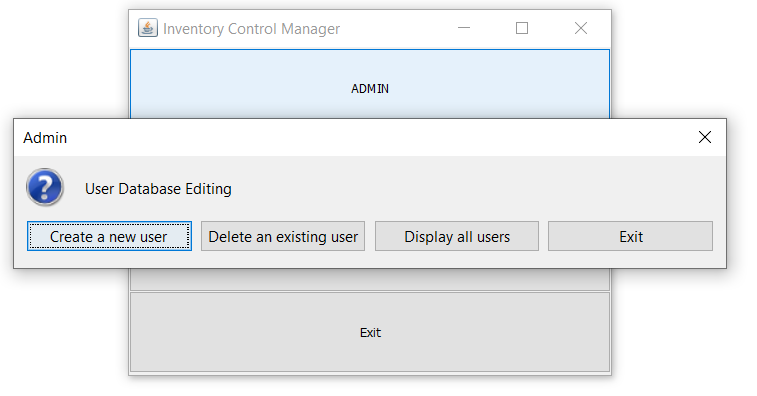 Inventory Control Manager
ADMIN
Admin
User Database Editing
Create a new user
Delete an existing user
Display all users
Exit
Exit